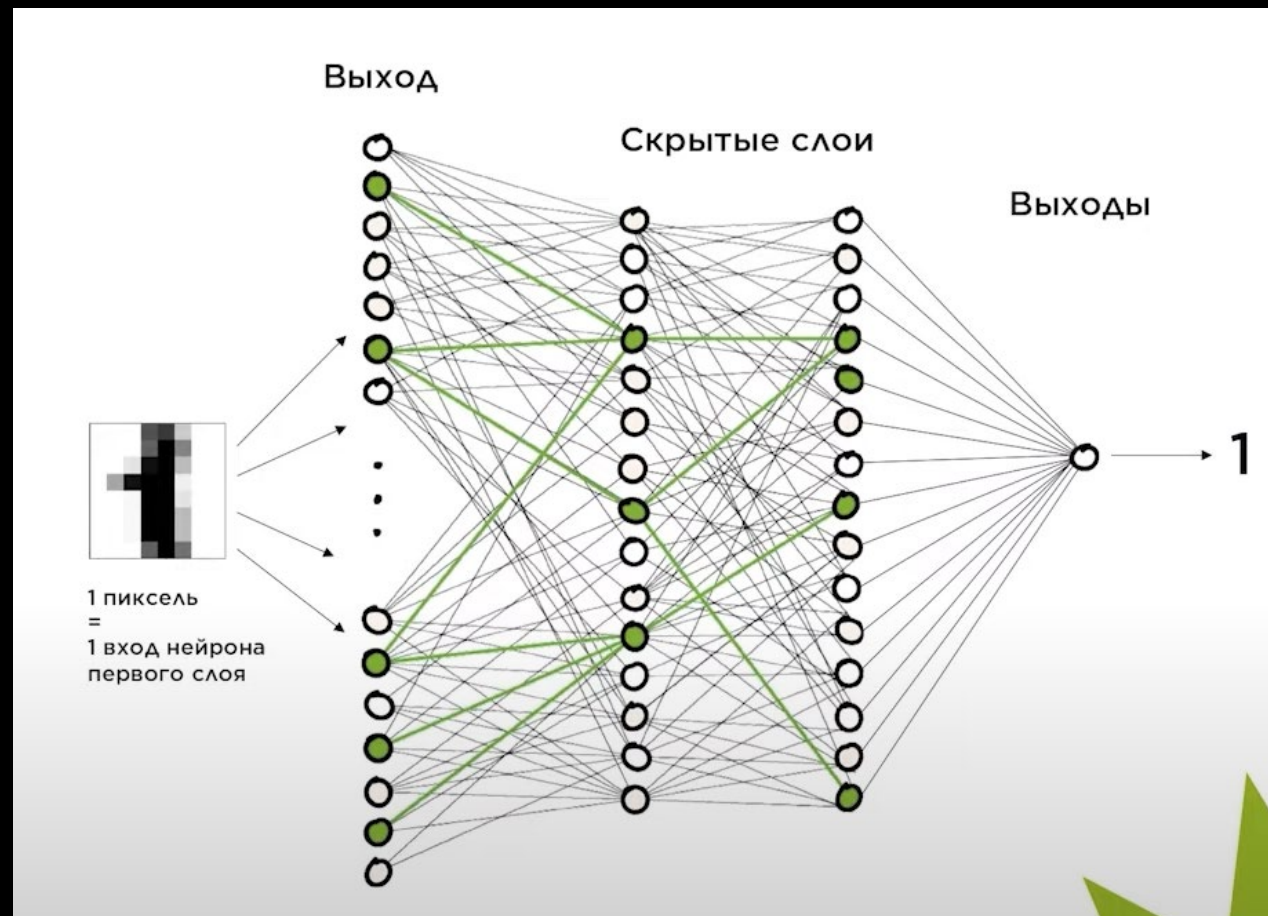 Выход
Скрытые слои
Выходы
1
1 пиксель
=
1 вход нейрона
первого слоя